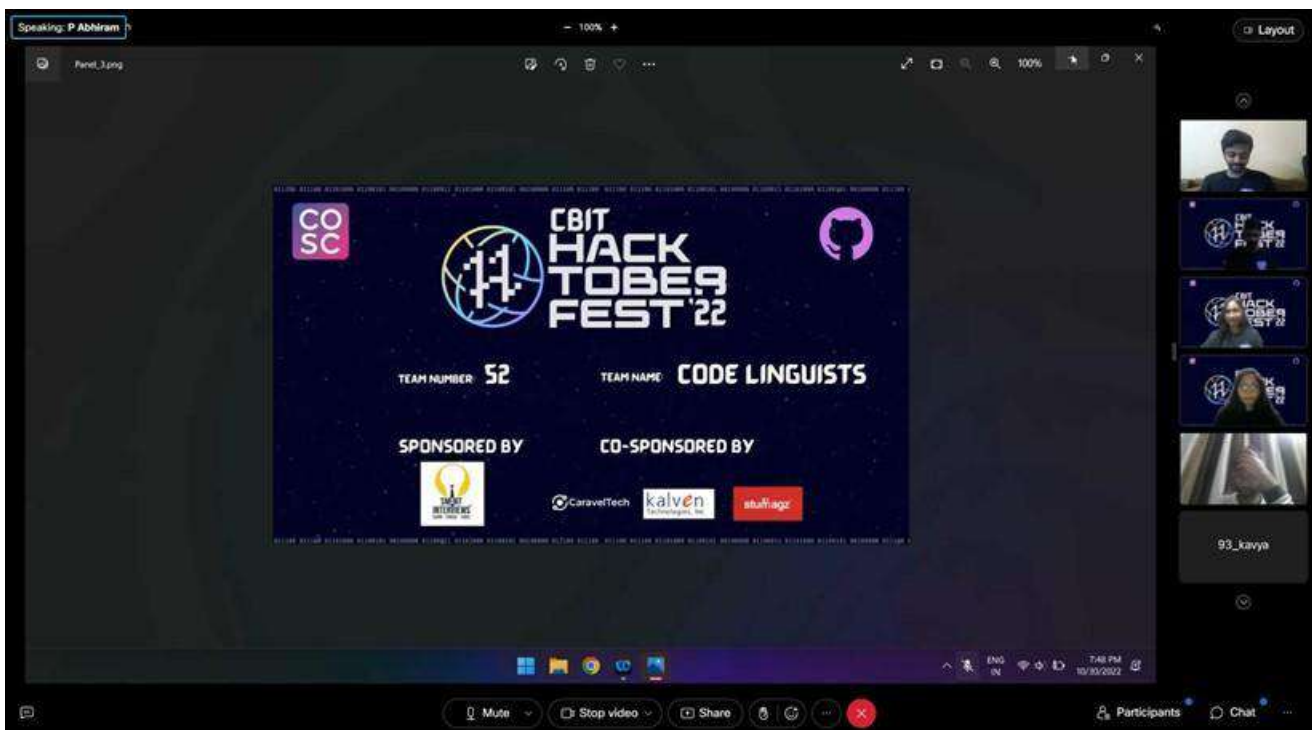 Speaking: P Abhiram
− 100% +
Layout
Panel_3.png
100%
CO
SC
CBIT
HACK
TOBER
FEST '22
TEAM NUMBER: 52
TEAM NAME: CODE LINGUISTS
SPONSORED BY
CO-SPONSORED BY
TALENT
INTERVIEWS
CaravelTech
kalven
Technologies, Inc.
stumagz
93_kavya
ENG
IN
7:48 PM
10/30/2022
Mute
Stop video
Share
Participants
Chat